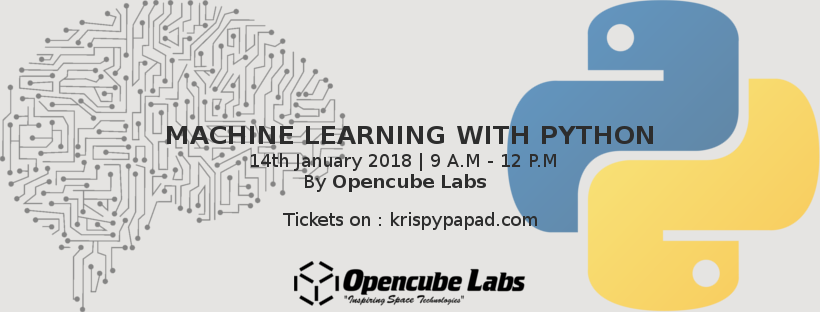 MACHINE LEARNING WITH PYTHON
14th January 2018 | 9 A.M - 12 P.M
By Opencube Labs
Tickets on : krispypapad.com
Opencube Labs
"Inspiring Space Technologies"